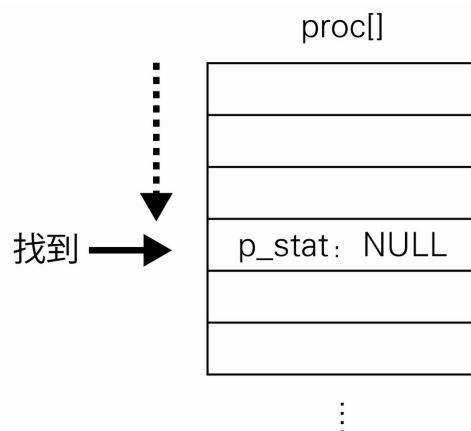 proc[]
找到
p_stat: NULL